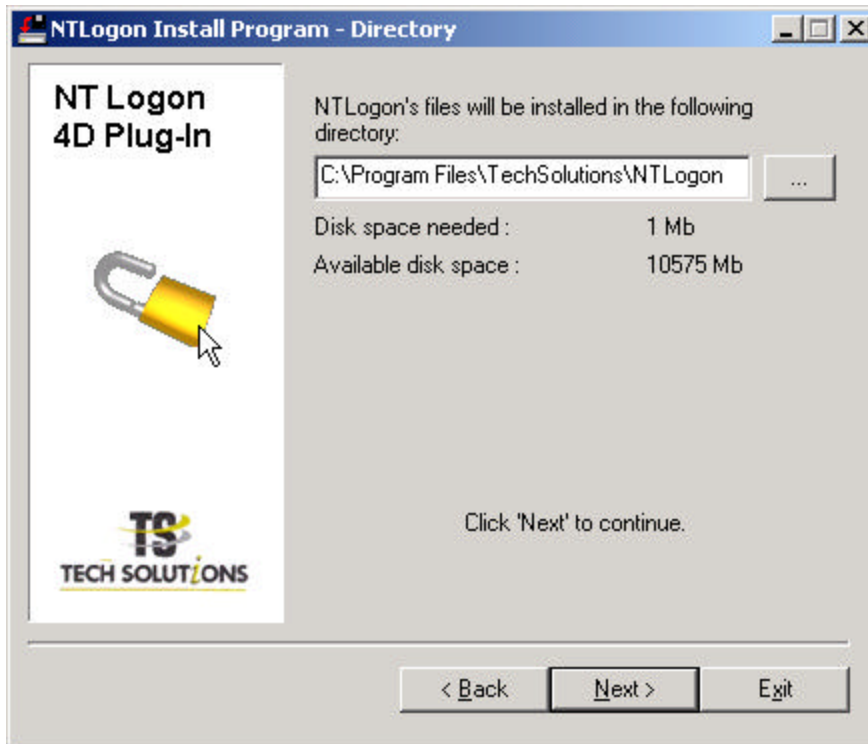 NTLogon Install Program - Directory
NT Logon
4D Plug-In
NTLogon's files will be installed in the following
directory:
C:\Program Files\TechSolutions\NTLogon
...
Disk space needed : 1 Mb
Available disk space : 10575 Mb
Click 'Next' to continue.
TS
TECH SOLUTiONS
< Back
Next >
Exit